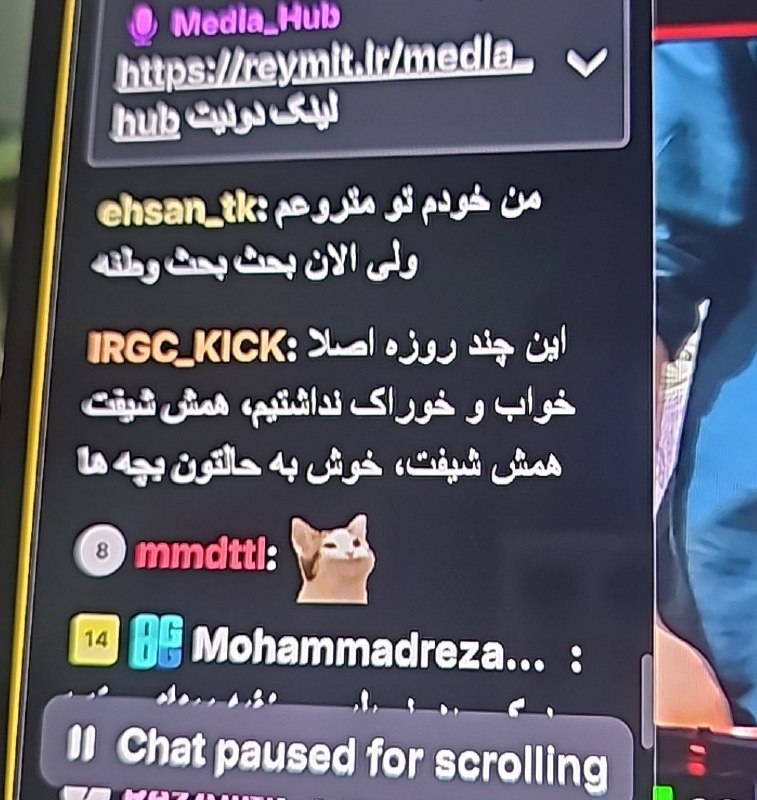 Media_Hub
https://reymit.ir/media_
hub لینک دونیت
ehsan_tk: من خودم تو متروعم
ولی الان بحث بحث وطنه
IRGC_KICK: این چند روزه اصلا
خواب و خوراک نداشتیم، همش شیفت
همش شیفت، خوش به حالتون بچه ها
8 mmdttl:
14 Mohammadreza... :
Chat paused for scrolling